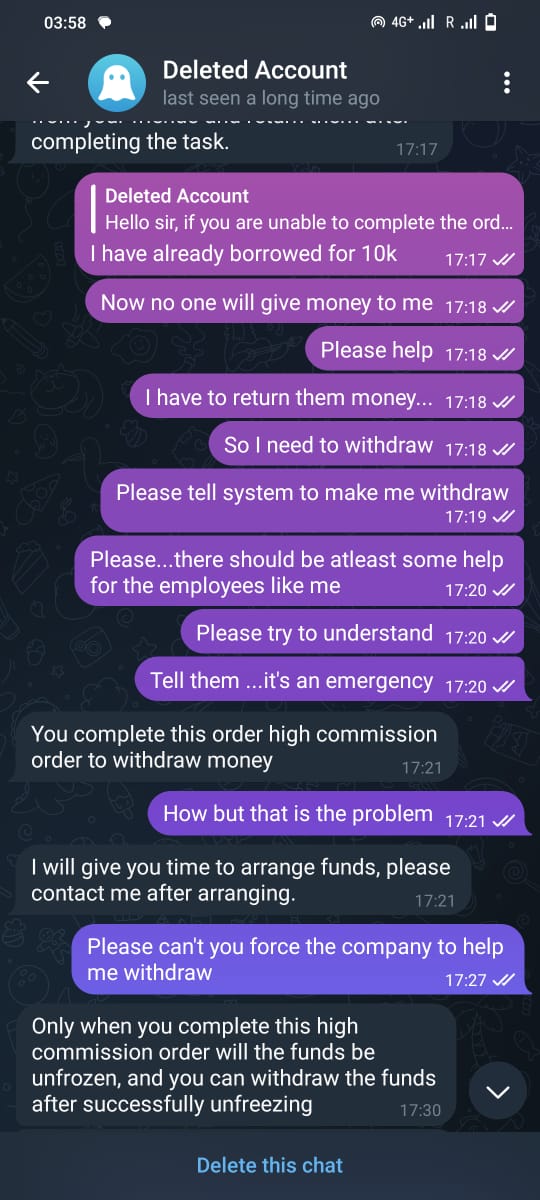 03:58
4G+ R
Deleted Account
last seen a long time ago
completing the task.
17:17
Deleted Account
Hello sir, if you are unable to complete the ord...
I have already borrowed for 10k
17:17
Now no one will give money to me
17:18
Please help
17:18
I have to return them money...
17:18
So I need to withdraw
17:18
Please tell system to make me withdraw
17:19
Please...there should be atleast some help
for the employees like me
17:20
Please try to understand
17:20
Tell them ...it's an emergency
17:20
You complete this order high commission
order to withdraw money
17:21
How but that is the problem
17:21
I will give you time to arrange funds, please
contact me after arranging.
17:21
Please can't you force the company to help
me withdraw
17:27
Only when you complete this high
commission order will the funds be
unfrozen, and you can withdraw the funds
after successfully unfreezing
17:30
Delete this chat